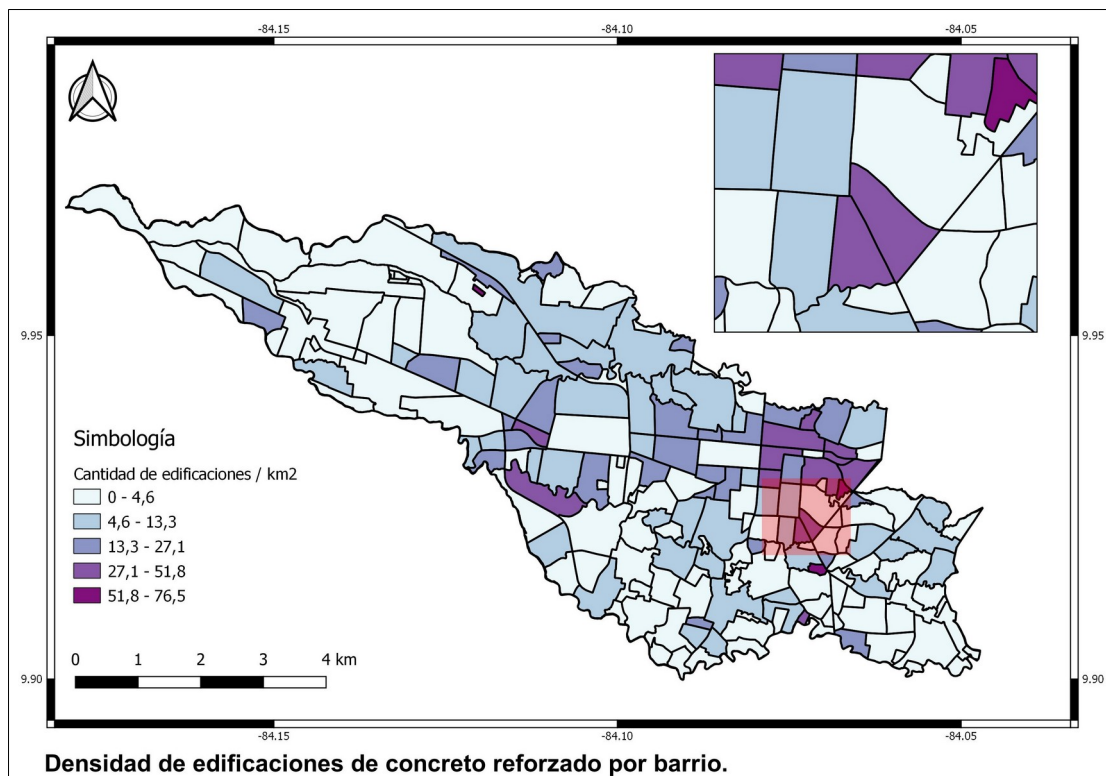 -84.15 -84.10 -84.05
9.95 9.95
Simbología
Cantidad de edificaciones / km2
0 - 4,6
4,6 - 13,3
13,3 - 27,1
27,1 - 51,8
51,8 - 76,5
0 1 2 3 4 km
9.90 9.90
-84.15 -84.10 -84.05
Densidad de edificaciones de concreto reforzado por barrio.